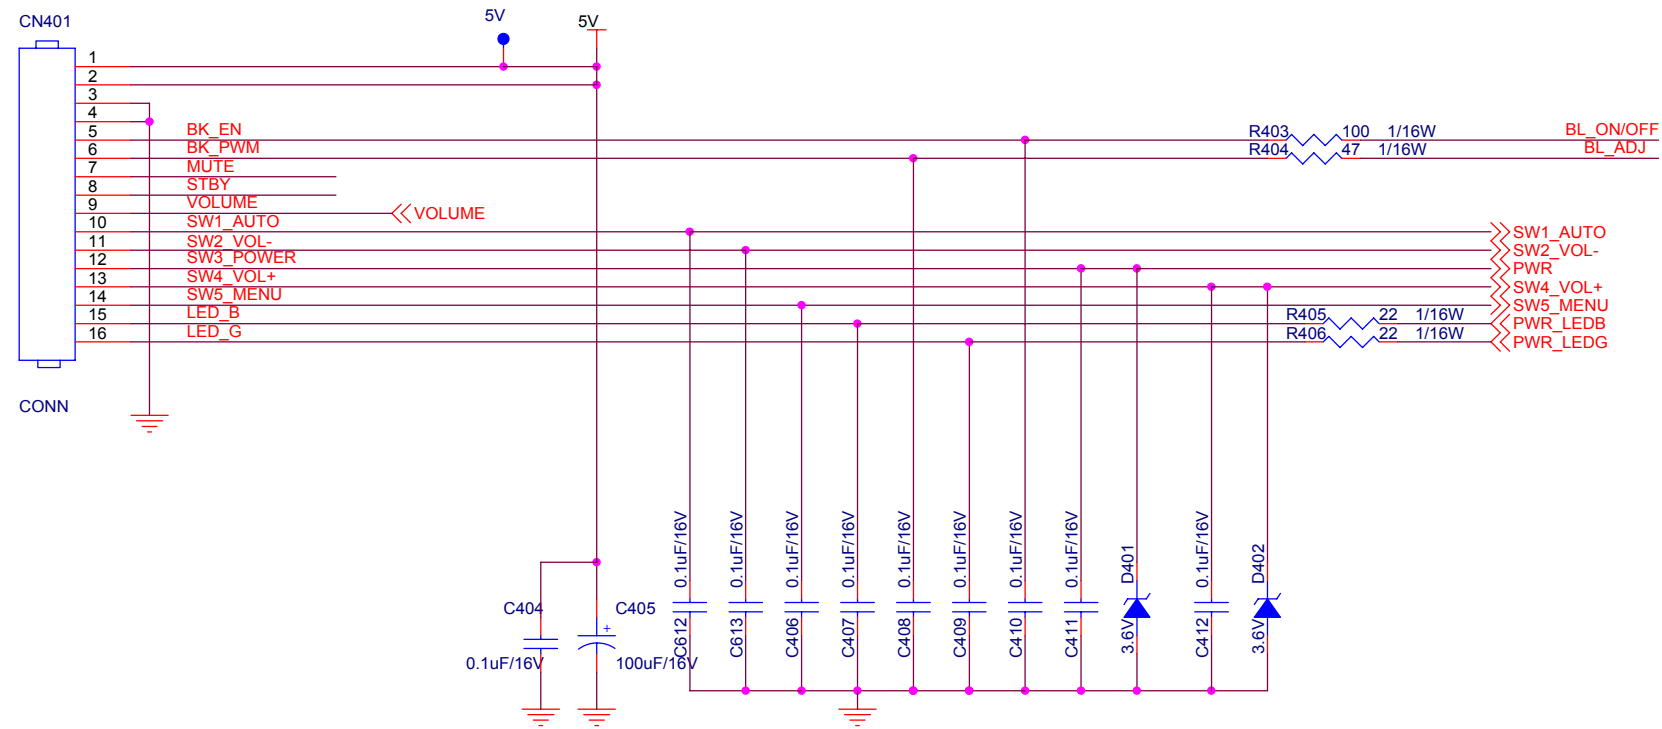 CN401
5V
5V
1
2
3
4
5 BK_EN
R403 100 1/16W BL_ON/OFF
6 BK_PWM
R404 47 1/16W BL_ADJ
7 MUTE
8 STBY
9 VOLUME
VOLUME
10 SW1_AUTO
SW1_AUTO
11 SW2_VOL-
SW2_VOL-
12 SW3_POWER
PWR
13 SW4_VOL+
SW4_VOL+
14 SW5_MENU
SW5_MENU
15 LED_B
R405 22 1/16W PWR_LEDB
16 LED_G
R406 22 1/16W PWR_LEDG
CONN
C404
0.1uF/16V
C405
+
100uF/16V
C612 0.1uF/16V
C613 0.1uF/16V
C406 0.1uF/16V
C407 0.1uF/16V
C408 0.1uF/16V
C409 0.1uF/16V
C410 0.1uF/16V
C411 0.1uF/16V
3.6V D401
C412 0.1uF/16V
3.6V D402